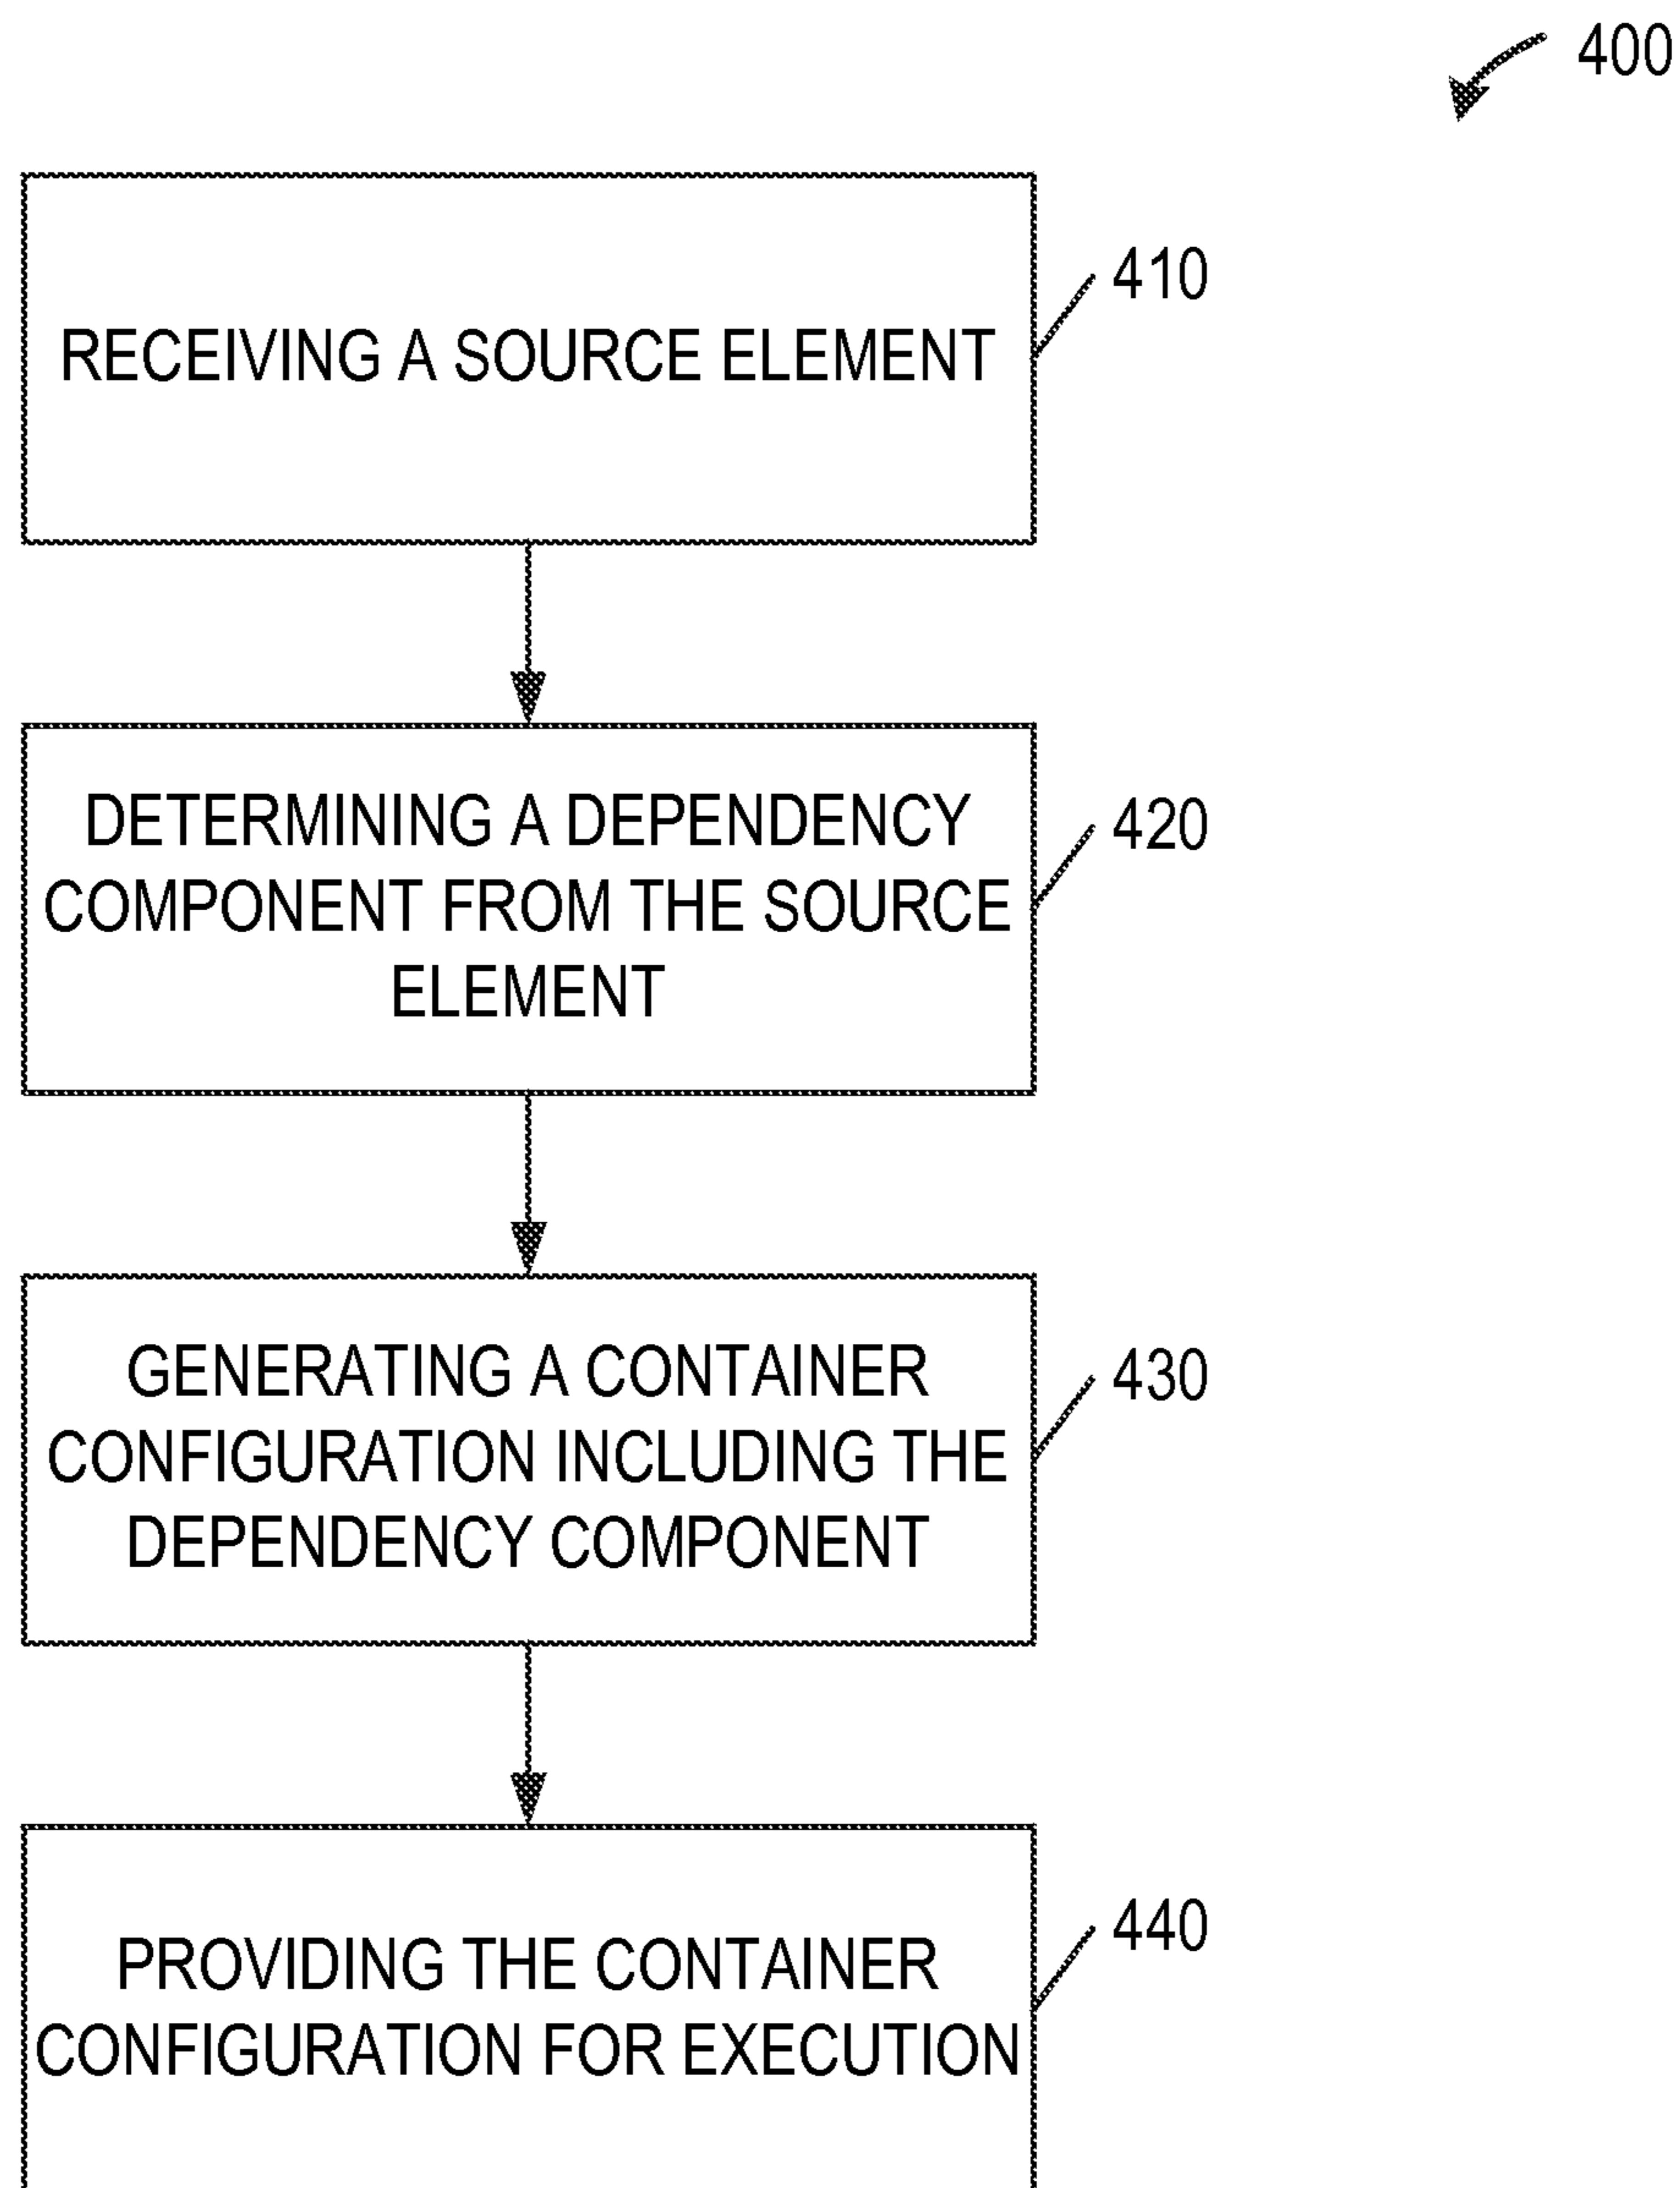 400
RECEIVING A SOURCE ELEMENT
410
DETERMINING A DEPENDENCY
COMPONENT FROM THE SOURCE
ELEMENT
420
GENERATING A CONTAINER
CONFIGURATION INCLUDING THE
DEPENDENCY COMPONENT
430
PROVIDING THE CONTAINER
CONFIGURATION FOR EXECUTION
440